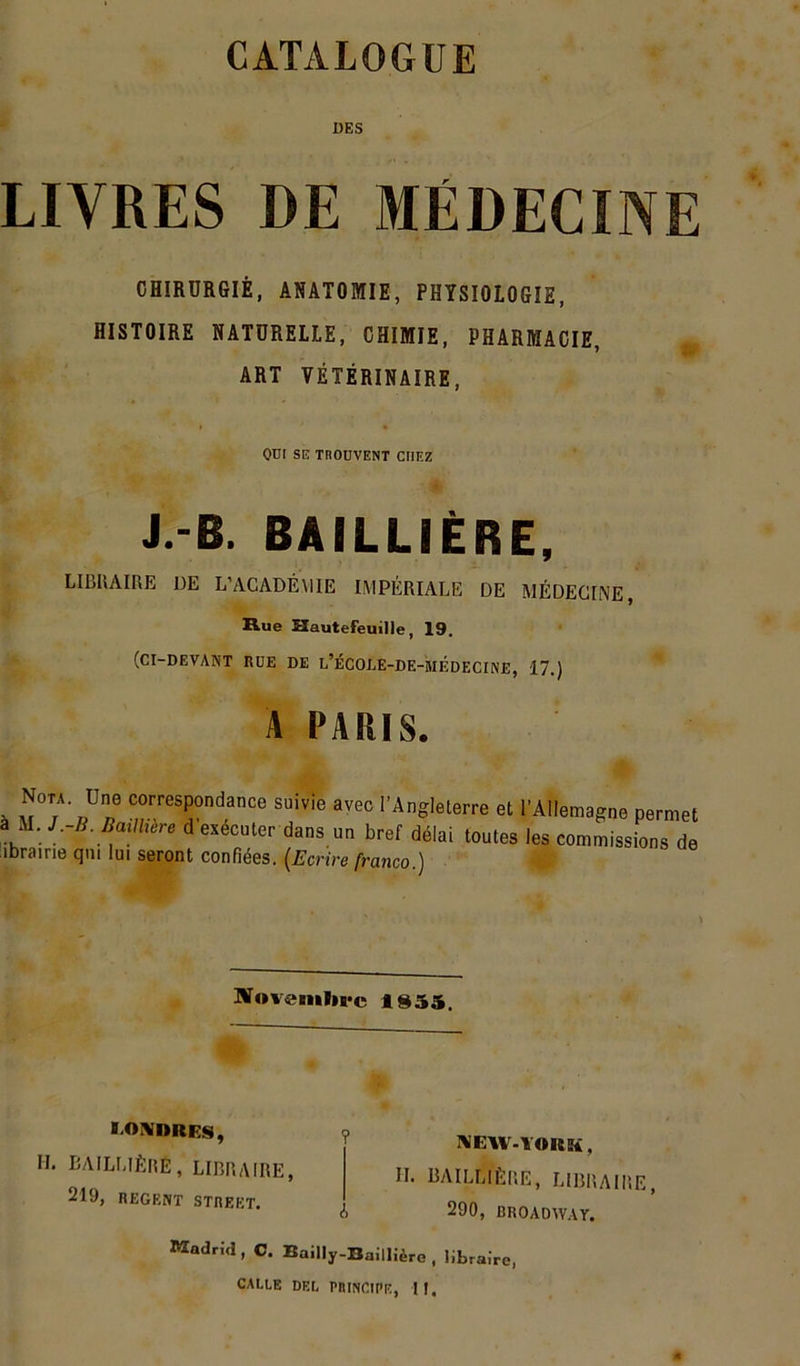 CATALOGUE
DES
LIVRES DE MÉDECINE
CHIRURGIE, ANATOMIE, PHYSIOLOGIE,
HISTOIRE NATURELLE, CHIMIE, PHARMACIE,
ART VÉTÉRINAIRE,
QUI SE TROUVENT CHEZ
J.-B. BAILLIÈRE,
LIBRAIRE DE L'ACADÉMIE IMPÉRIALE DE MÉDECINE,
Rue Hautefeuille, 19.
(CI-DEVANT RUE DE L'ÉCOLE-DE-MÉDECINE, 17.)
A PARIS.
NOTA. Une correspondance suivie avec l'Angleterre et l'Allemagne permet
à M. J.-B. Baillière d'exécuter dans un bref délai toutes les commissions de
librairie qui lui seront confiées. (Ecrire franco.)
Novembre 1855.
LONDRES,
H. BAILLIÈRE, LIBRAIRE,
219, REGENT STREET.
NEW-YORK,
H. BAILLIÈRE, LIBRAIRE,
290, BROADWAY.
Madrid, C. Bailly-Baillière, libraire,
CALLE DEL PRINCIPE, 11.